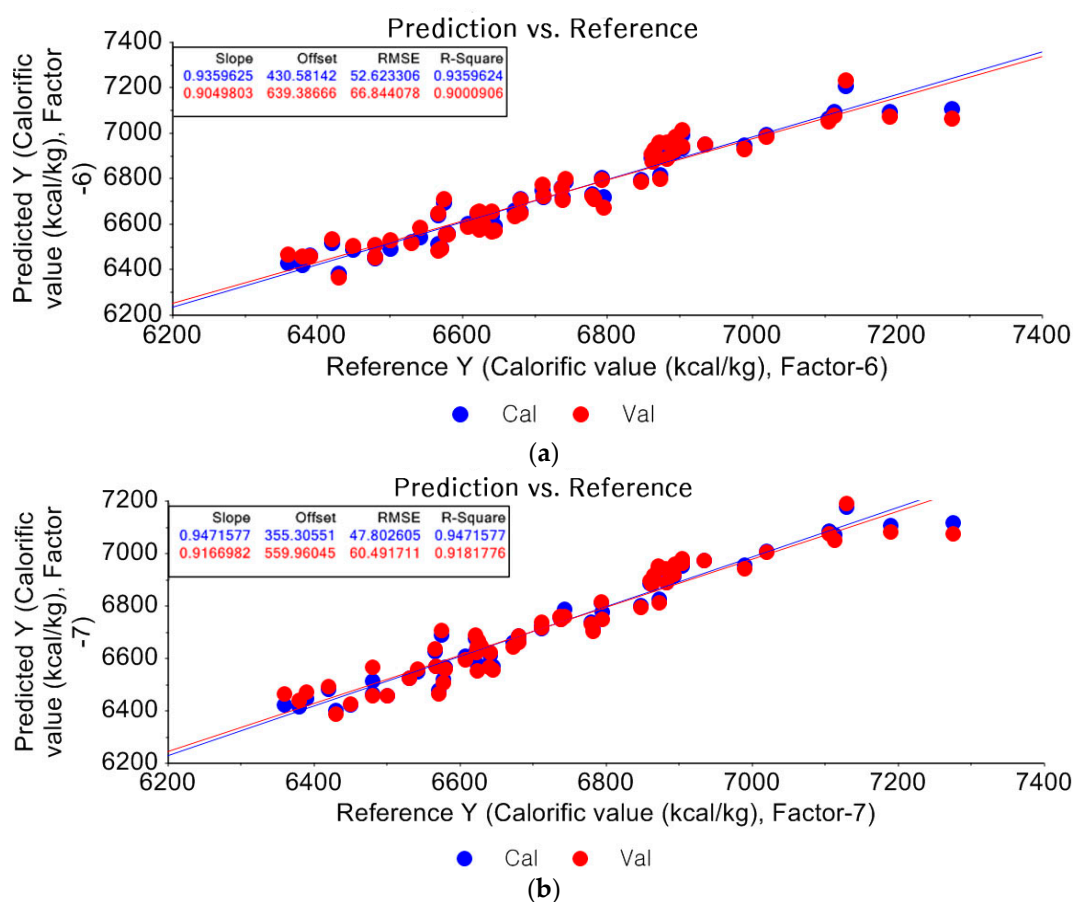 Prediction vs. Reference
Predicted Y (Calorific
value (kcal/kg), Factor
-6)
7400
7200
7000
6800
6600
6400
6200
Slope Offset RMSE R-Square
0.9359625 430.58142 52.623306 0.9359624
0.9049803 639.38666 66.844078 0.9000906
6200 6400 6600 6800 7000 7200 7400
Reference Y (Calorific value (kcal/kg), Factor-6)
Cal Val
(a)
Prediction vs. Reference
Predicted Y (Calorific
value (kcal/kg), Factor
-7)
7200
7000
6800
6600
6400
6200
Slope Offset RMSE R-Square
0.9471577 355.30551 47.802605 0.9471577
0.9166982 559.96045 60.491711 0.9181776
6200 6400 6600 6800 7000 7200 7400
Reference Y (Calorific value (kcal/kg), Factor-7)
Cal Val
(b)